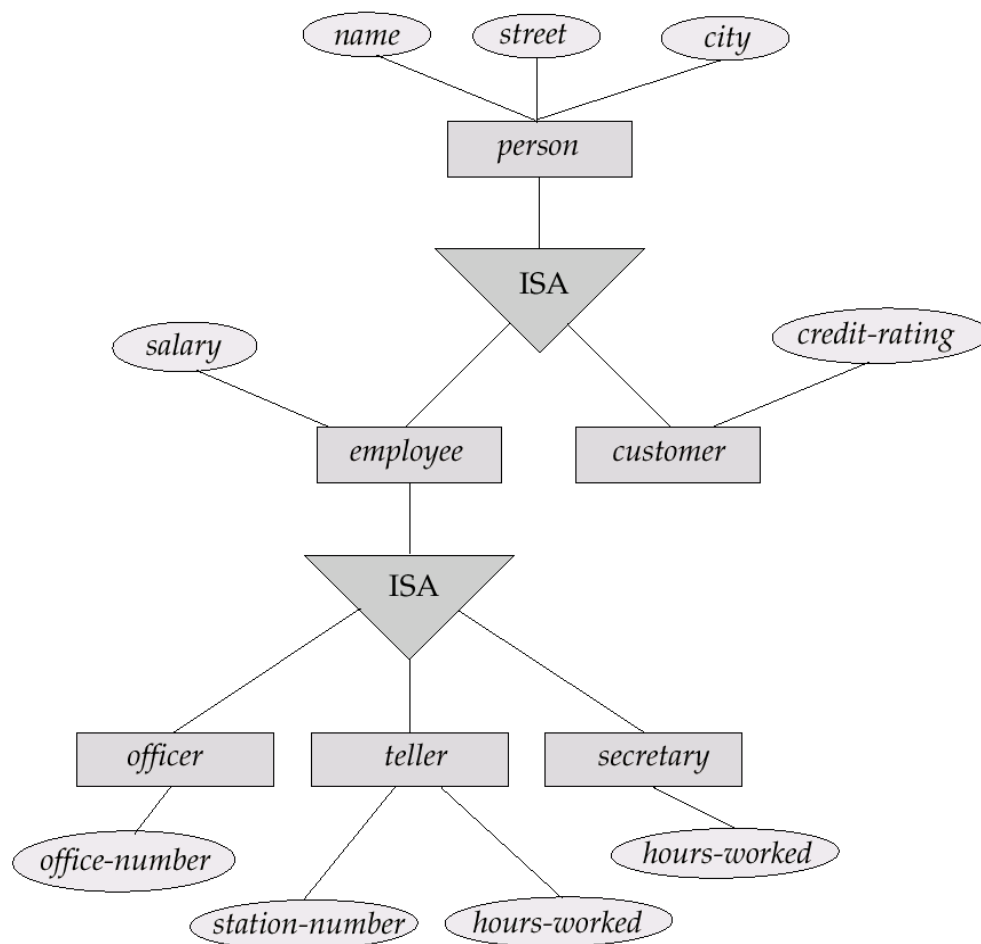 name
street
city
person
ISA
salary
credit-rating
employee
customer
ISA
officer
teller
secretary
office-number
hours-worked
station-number
hours-worked